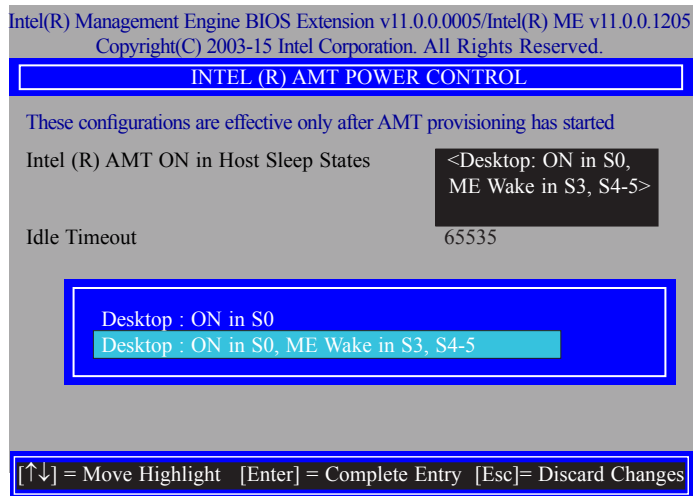 Intel(R) Management Engine BIOS Extension v11.0.0.0005/Intel(R) ME v11.0.0.1205
Copyright(C) 2003-15 Intel Corporation. All Rights Reserved.
INTEL (R) AMT POWER CONTROL
These configurations are effective only after AMT provisioning has started
Intel (R) AMT ON in Host Sleep States <Desktop: ON in S0,
ME Wake in S3, S4-5>
Idle Timeout 65535
Desktop : ON in S0
Desktop : ON in S0, ME Wake in S3, S4-5
[↑↓] = Move Highlight [Enter] = Complete Entry [Esc]= Discard Changes